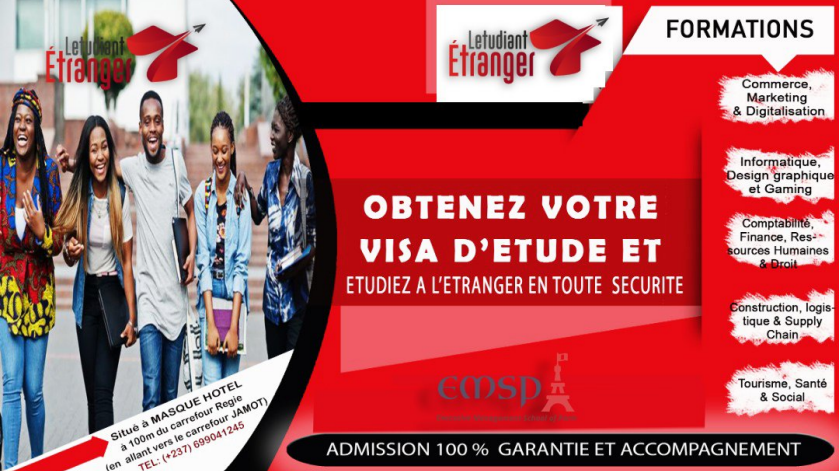 Letudiant
Étranger
Situé à MASQUE HOTEL
à 100m du carrefour Regie
(en allant vers le carrefour JAMOT)
TEL: (+237) 699041245
Letudiant
Étranger
OBTENEZ VOTRE
VISA D'ETUDE ET
ETUDIEZ A L'ETRANGER EN TOUTE SECURITE
emsp
ADMISSION 100 % GARANTIE ET ACCOMPAGNEMENT
FORMATIONS
Commerce,
Marketing
& Digitalisation
Informatique,
Design graphique
et Gaming
Comptabilité,
Finance, Res-
sources Humaines
& Droit
Construction, logis-
tique & Supply
Chain
Tourisme, Santé
& Social